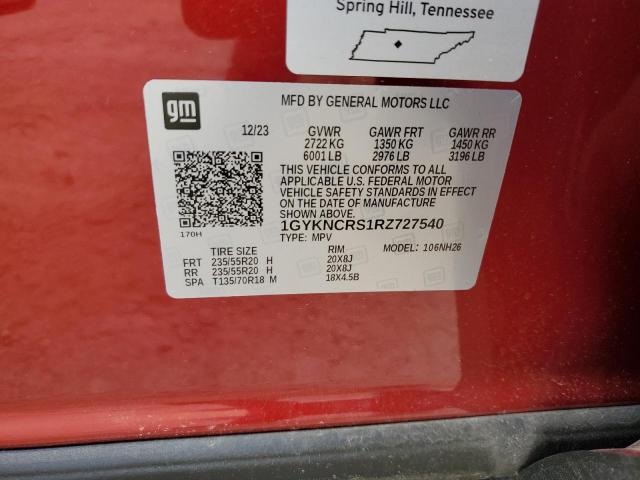 Spring Hill, Tennessee
gm
MFD BY GENERAL MOTORS LLC
12/23 GVWR GAWR FRT GAWR RR
2722 KG 1350 KG 1450 KG
6001 LB 2976 LB 3196 LB
THIS VEHICLE CONFORMS TO ALL
APPLICABLE U.S. FEDERAL MOTOR
VEHICLE SAFETY STANDARDS IN EFFECT
ON THE DATE OF MANUFACTURE
SHOWN ABOVE.
170H
1GYKNCRS1RZ727540
TYPE: MPV MODEL: 106NH26
TIRE SIZE RIM
FRT 235/55R20 H 20X8J
RR 235/55R20 H 20X8J
SPA T135/70R18 M 18X4.5B